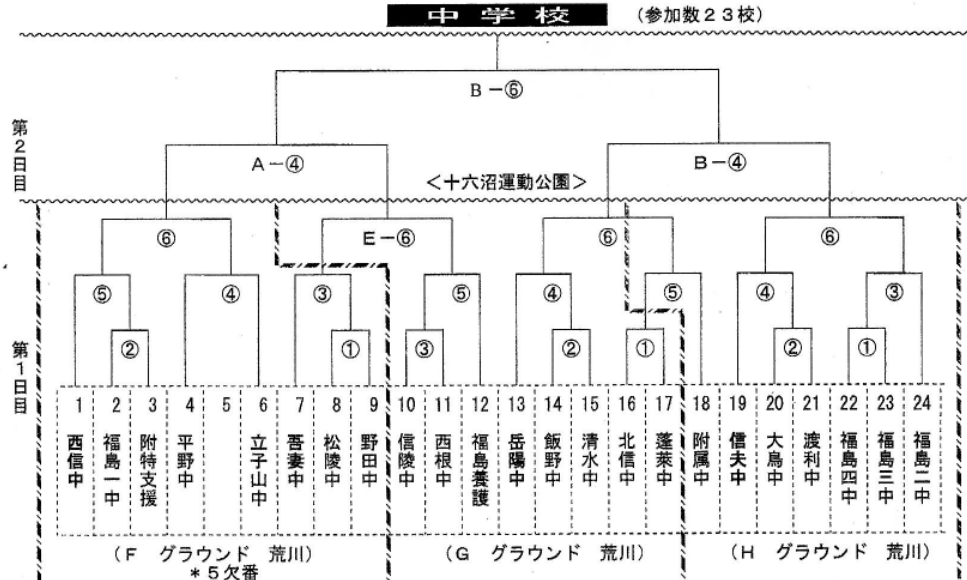 中学校 (参加数23校)
B-⑥
第2日目
A-④
B-④
<十六沼運動公園>
⑥
E-⑥
⑥
⑥
⑤
④
③
⑤
④
⑤
④
③
②
①
③
②
①
②
①
第1日目
1 2 3 4 5 6 7 8 9 10 11 12 13 14 15 16 17 18 19 20 21 22 23 24
西信中
福島一中
附特支援
平野中
立子山中
吾妻中
松陵中
野田中
信陵中
西根中
福島養護
岳陽中
飯野中
清水中
北信中
蓬莱中
附属中
信夫中
大鳥中
渡利中
福島四中
福島三中
福島二中
(F グラウンド 荒川) (G グラウンド 荒川) (H グラウンド 荒川)
*5欠番